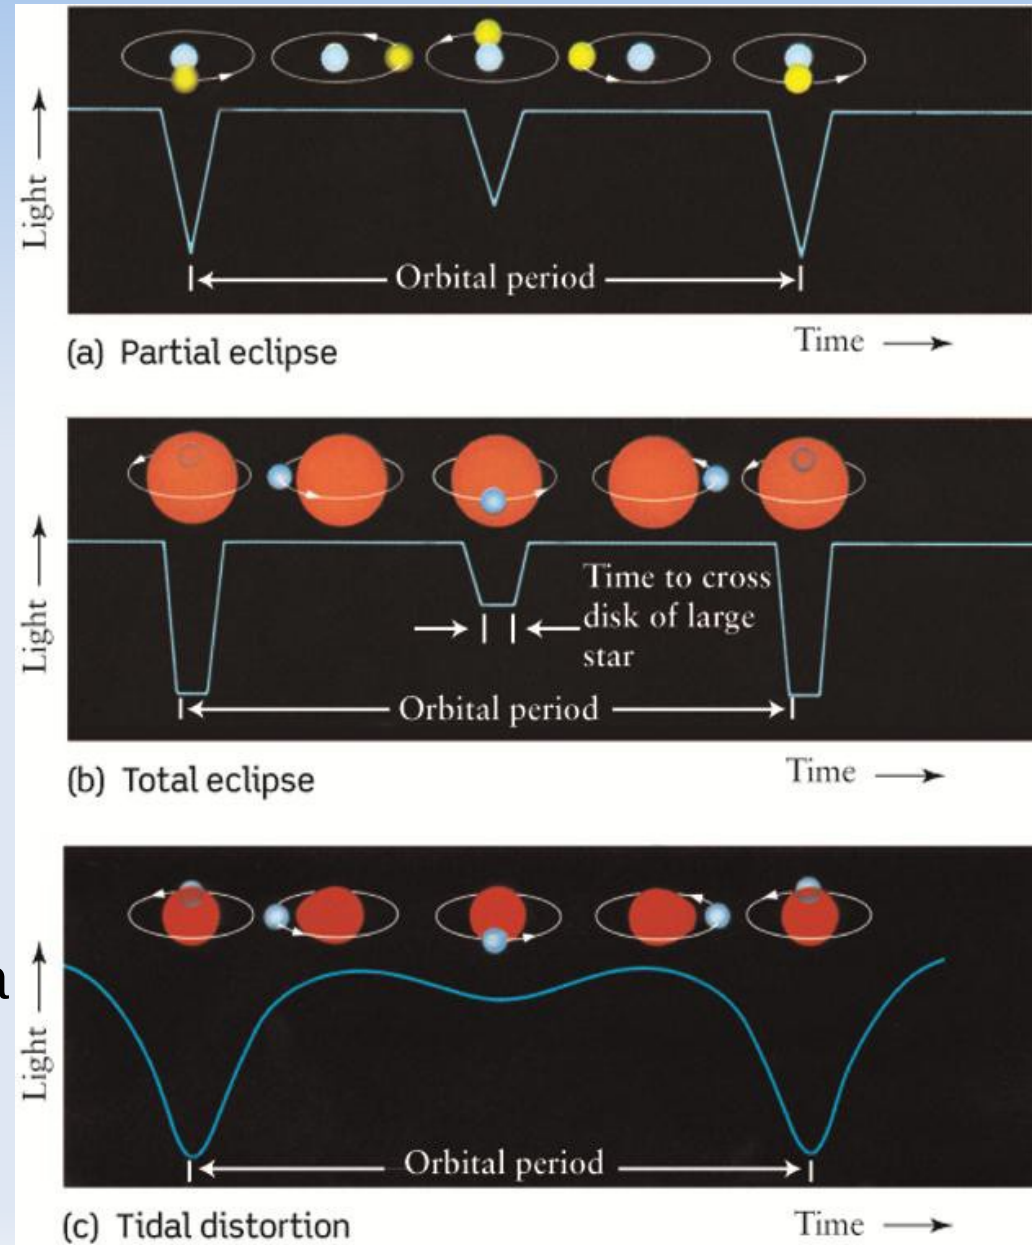 Light
Orbital period
(a) Partial eclipse
Time
Light
Time to cross
disk of large
star
Orbital period
(b) Total eclipse
Time
a
Light
Orbital period
(c) Tidal distortion
Time